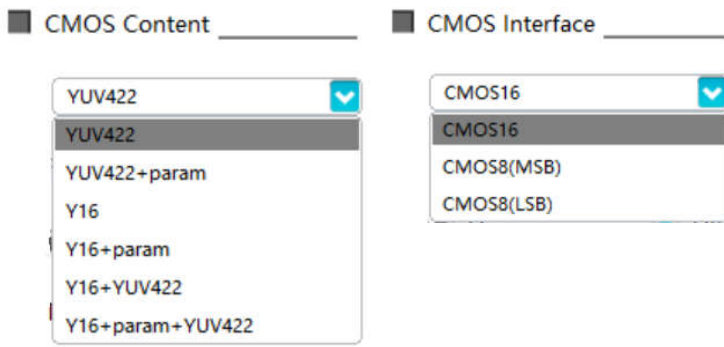 CMOS Content
YUV422
YUV422
YUV422+param
Y16
Y16+param
Y16+YUV422
Y16+param+YUV422
CMOS Interface
CMOS16
CMOS16
CMOS8(MSB)
CMOS8(LSB)